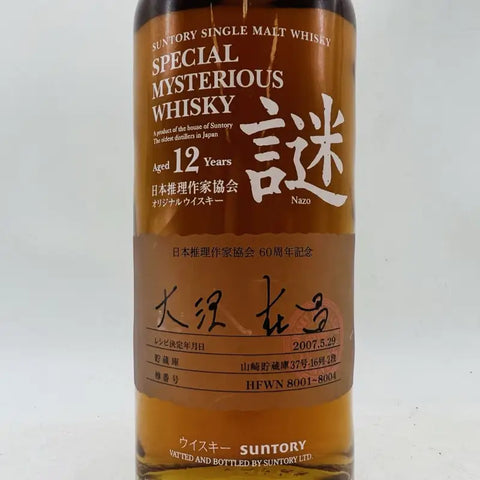 SUNTORY SINGLE MALT WHISKY
SPECIAL
MYSTERIOUS
WHISKY
A product of the house of Suntory
The oldest distillers in Japan
Aged 12 Years
謎
Nazo
日本推理作家協会
オリジナルウイスキー
日本推理作家協会 60周年記念
大沢在昌
レシピ決定年月日 2007.5.29
貯蔵庫 山崎貯蔵庫37号-16列-2段
樽番号 HFWN 8001~8004
ウイスキー SUNTORY
VATTED AND BOTTLED BY SUNTORY LTD.